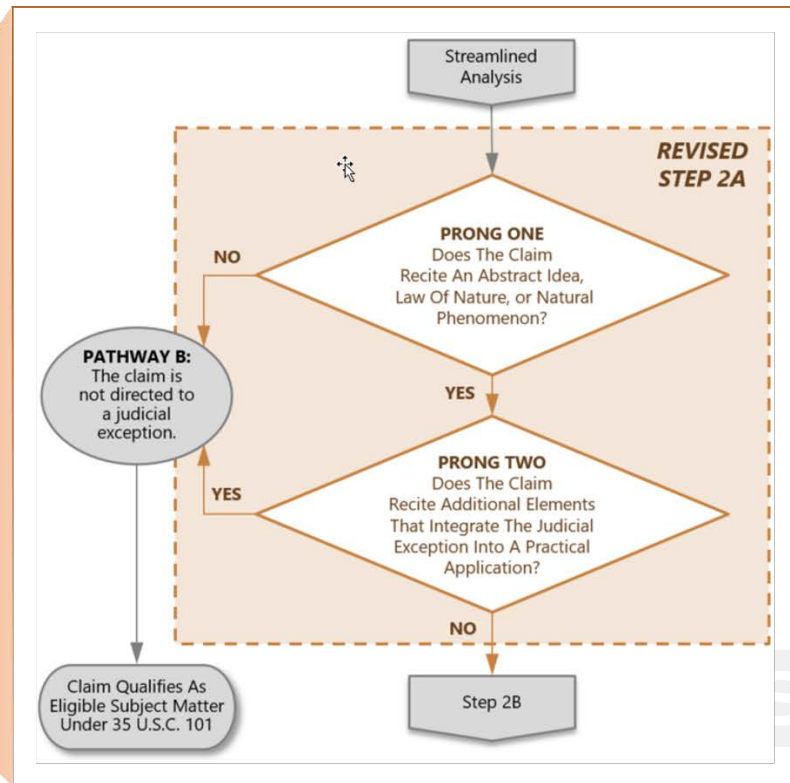 Streamlined
Analysis
REVISED
STEP 2A
PRONG ONE
Does The Claim
Recite An Abstract Idea,
Law Of Nature, or Natural
Phenomenon?
NO
YES
PATHWAY B:
The claim is
not directed to
a judicial
exception.
PRONG TWO
Does The Claim
Recite Additional Elements
That Integrate The Judicial
Exception Into A Practical
Application?
YES
NO
Claim Qualifies As
Eligible Subject Matter
Under 35 U.S.C. 101
Step 2B